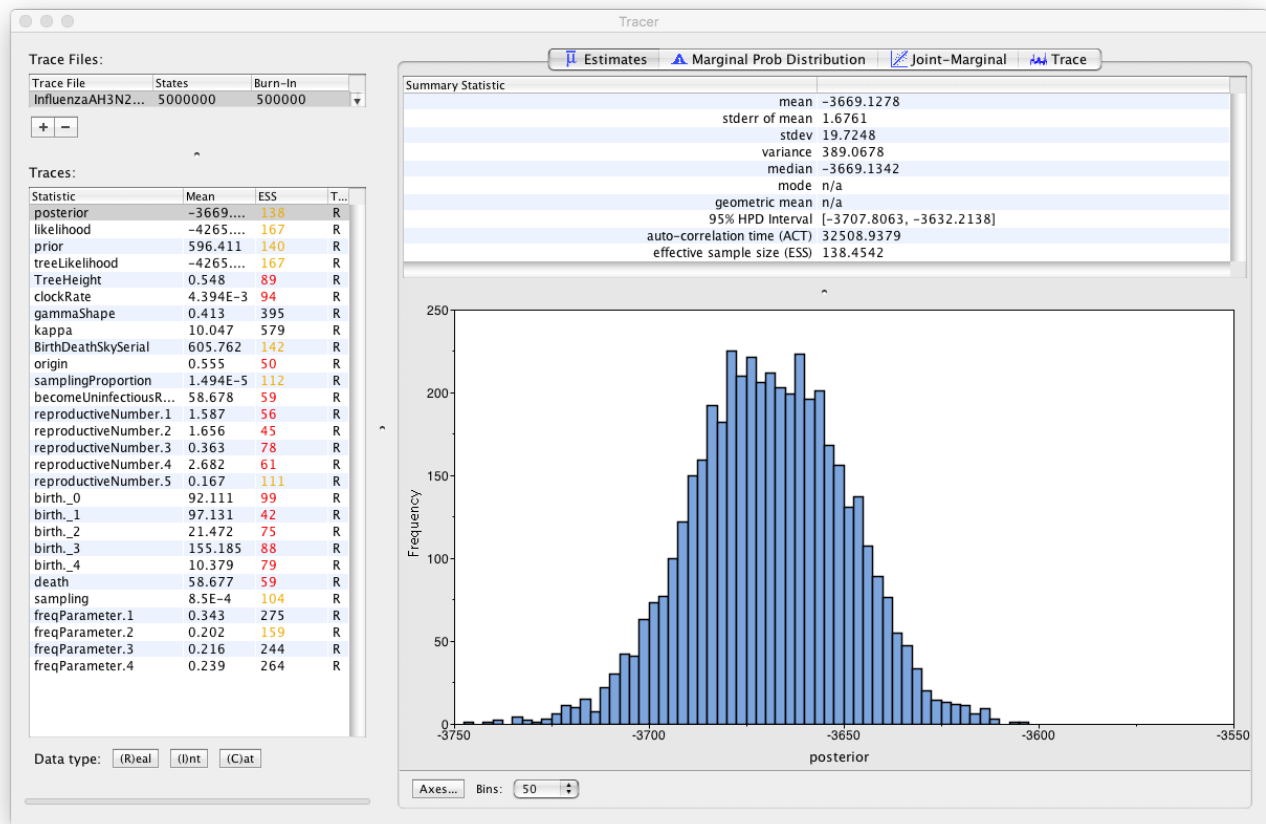 Tracer
Trace Files:
Trace File States Burn-In
InfluenzaAH3N2... 5000000 500000
+ −
Traces:
Statistic Mean ESS T...
posterior -3669.... 138 R
likelihood -4265.... 167 R
prior 596.411 140 R
treeLikelihood -4265.... 167 R
TreeHeight 0.548 89 R
clockRate 4.394E-3 94 R
gammaShape 0.413 395 R
kappa 10.047 579 R
BirthDeathSkySerial 605.762 142 R
origin 0.555 50 R
samplingProportion 1.494E-5 112 R
becomeUninfectiousR... 58.678 59 R
reproductiveNumber.1 1.587 56 R
reproductiveNumber.2 1.656 45 R
reproductiveNumber.3 0.363 78 R
reproductiveNumber.4 2.682 61 R
reproductiveNumber.5 0.167 111 R
birth._0 92.111 99 R
birth._1 97.131 42 R
birth._2 21.472 75 R
birth._3 155.185 88 R
birth._4 10.379 79 R
death 58.677 59 R
sampling 8.5E-4 104 R
freqParameter.1 0.343 275 R
freqParameter.2 0.202 159 R
freqParameter.3 0.216 244 R
freqParameter.4 0.239 264 R
Data type: (R)eal (I)nt (C)at
μ Estimates Marginal Prob Distribution Joint-Marginal Trace
Summary Statistic
mean -3669.1278
stderr of mean 1.6761
stdev 19.7248
variance 389.0678
median -3669.1342
mode n/a
geometric mean n/a
95% HPD Interval [-3707.8063, -3632.2138]
auto-correlation time (ACT) 32508.9379
effective sample size (ESS) 138.4542
250
200
150
100
50
0
Frequency
-3750 -3700 -3650 -3600 -3550
posterior
Axes... Bins: 50